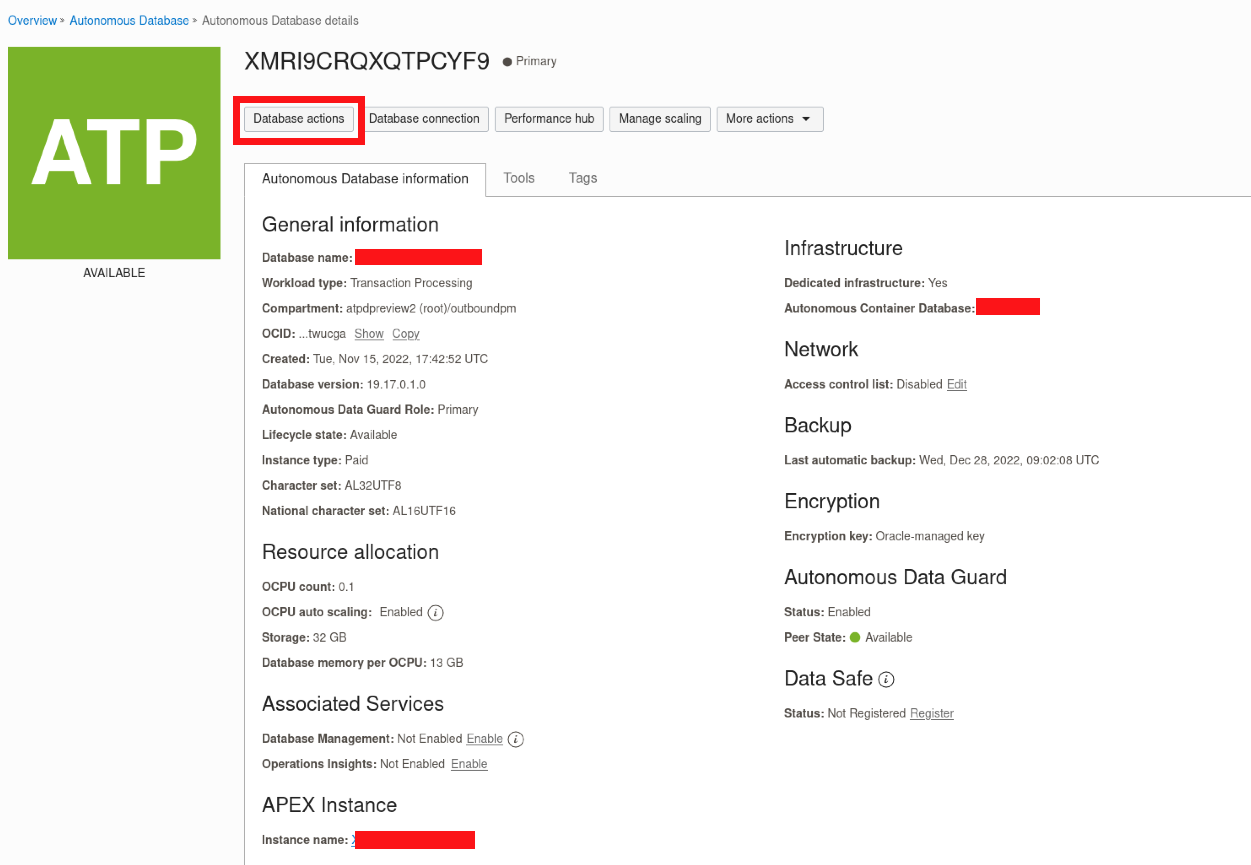 Overview » Autonomous Database » Autonomous Database details
ATP
AVAILABLE
XMRI9CRQXQTPCYF9 Primary
Database actions Database connection Performance hub Manage scaling More actions
Autonomous Database information Tools Tags
General information
Database name:
Workload type: Transaction Processing
Compartment: atpdpreview2 (root)/outboundpm
OCID: ...twucga Show Copy
Created: Tue, Nov 15, 2022, 17:42:52 UTC
Database version: 19.17.0.1.0
Autonomous Data Guard Role: Primary
Lifecycle state: Available
Instance type: Paid
Character set: AL32UTF8
National character set: AL16UTF16
Resource allocation
OCPU count: 0.1
OCPU auto scaling: Enabled i
Storage: 32 GB
Database memory per OCPU: 13 GB
Associated Services
Database Management: Not Enabled Enable i
Operations Insights: Not Enabled Enable
APEX Instance
Instance name:
Infrastructure
Dedicated infrastructure: Yes
Autonomous Container Database:
Network
Access control list: Disabled Edit
Backup
Last automatic backup: Wed, Dec 28, 2022, 09:02:08 UTC
Encryption
Encryption key: Oracle-managed key
Autonomous Data Guard
Status: Enabled
Peer State: Available
Data Safe i
Status: Not Registered Register